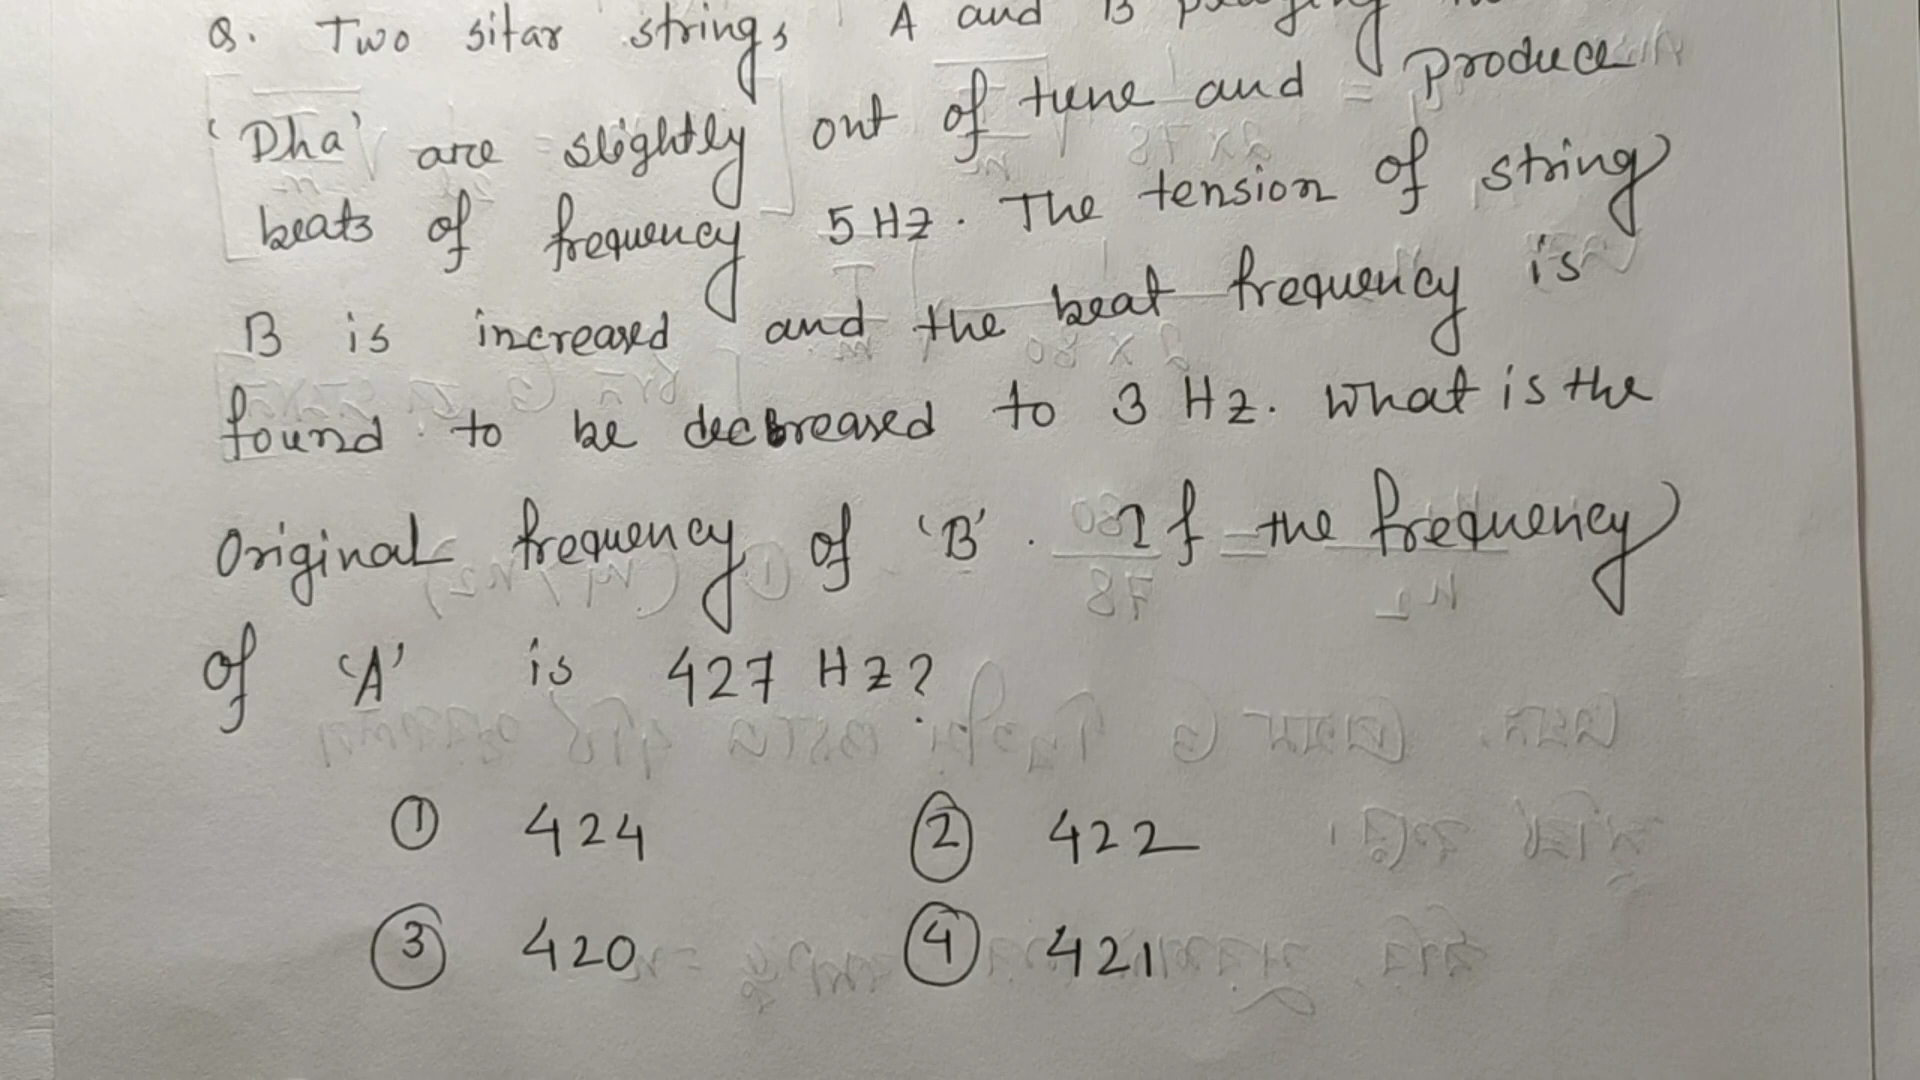 Q. Two sitar strings A and B
'Dha' are slightly out of tune and produce
beats of frequency 5 Hz. The tension of string
B is increased and the beat frequency is
found to be decreased to 3 Hz. What is the
Original frequency of 'B'. If the frequency
of 'A' is 427 Hz?
① 424 ② 422
③ 420 ④ 421